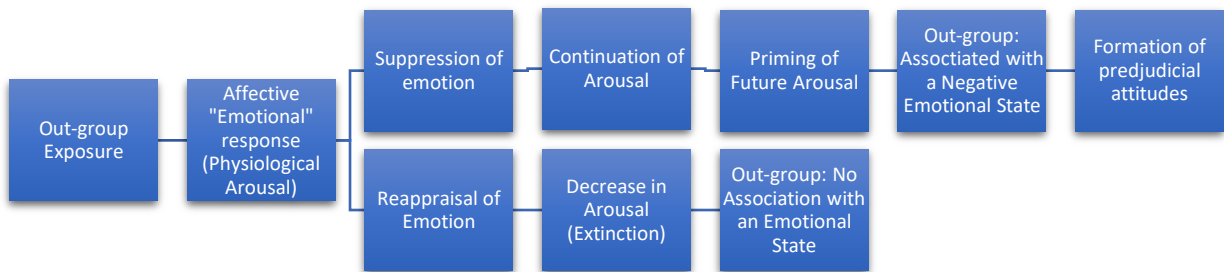 Out-group
Exposure
Affective
"Emotional"
response
(Physiological
Arousal)
Suppression of
emotion
Continuation of
Arousal
Priming of
Future Arousal
Out-group:
Assoctiated with
a Negative
Emotional State
Formation of
predjudicial
attitudes
Reappraisal of
Emotion
Decrease in
Arousal
(Extinction)
Out-group: No
Association with
an Emotional
State